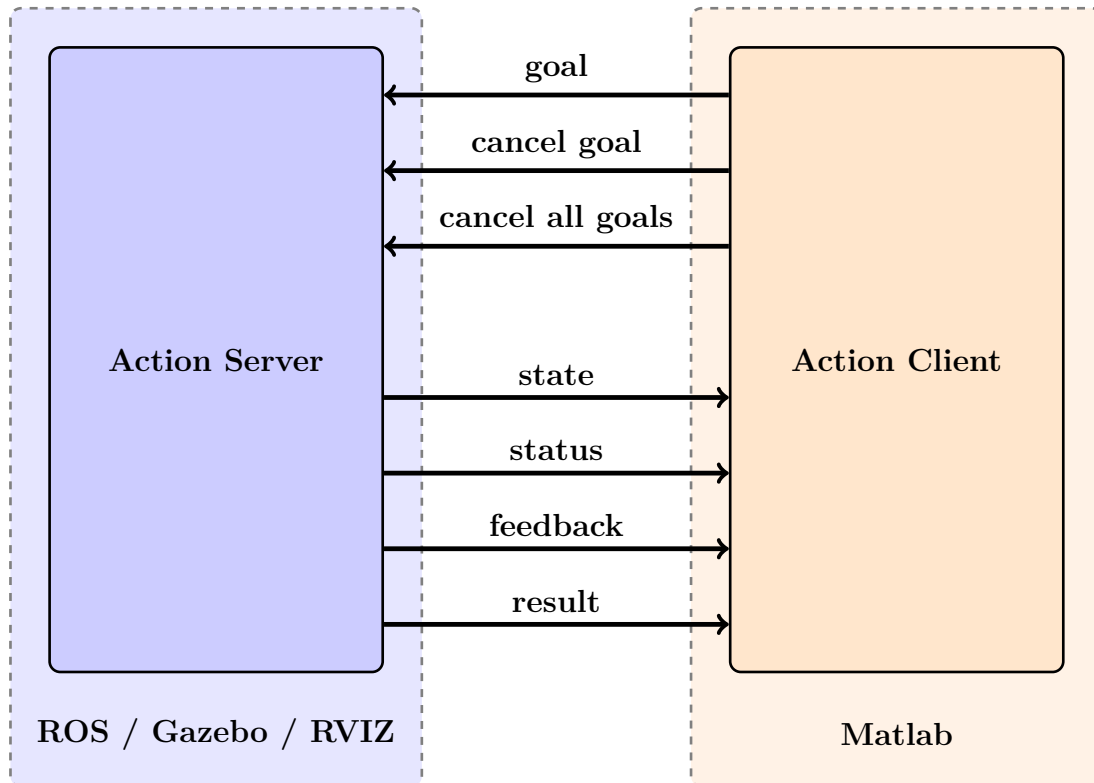 goal
cancel goal
cancel all goals
Action Server
Action Client
state
status
feedback
result
ROS / Gazebo / RVIZ
Matlab